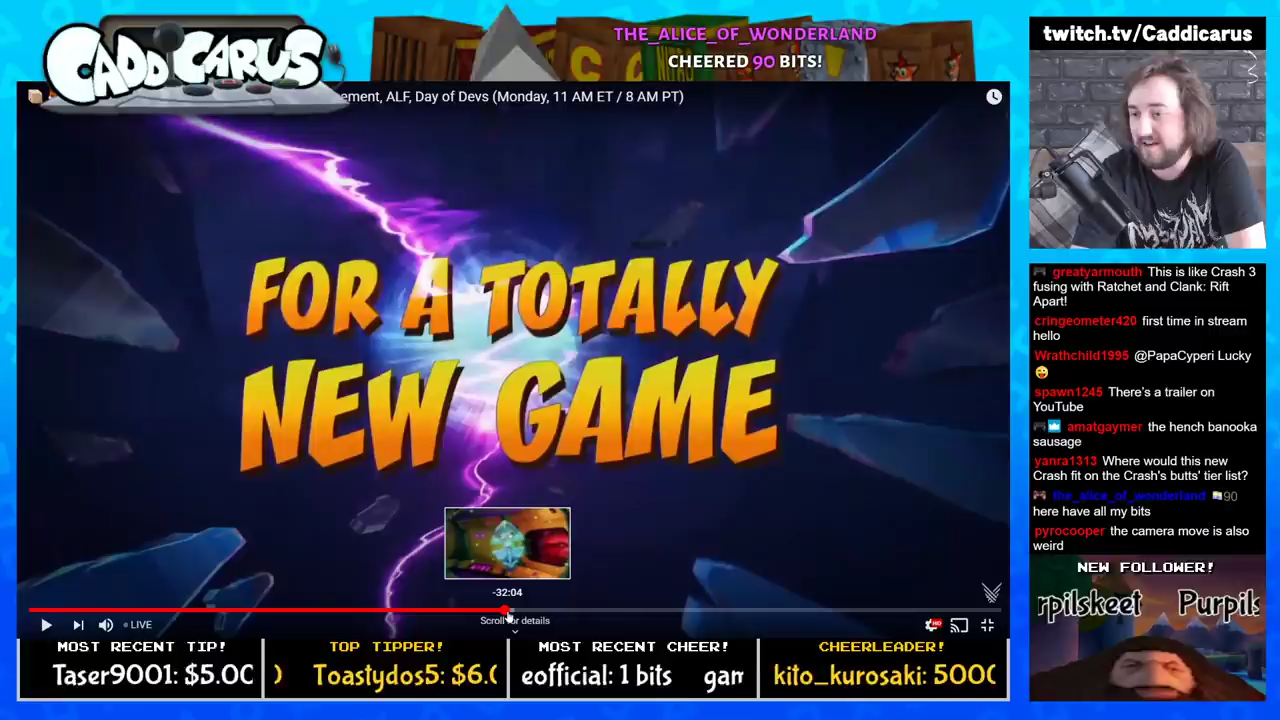 CADDICARUS
THE_ALICE_OF_WONDERLAND
CHEERED 90 BITS!
twitch.tv/Caddicarus
ement, ALF, Day of Devs (Monday, 11 AM ET / 8 AM PT)
FOR A TOTALLY
NEW GAME
-32:04
Scroll for details
LIVE
HD
greatyarmouth This is like Crash 3
fusing with Ratchet and Clank: Rift
Apart!
cringeometer420 first time in stream
hello
Wrathchild1995 @PapaCyperi Lucky
😜
spawn1245 There's a trailer on
YouTube
amatgaymer the hench banooka
sausage
yanra1313 Where would this new
Crash fit on the Crash's butts' tier list?
the_alice_of_wonderland 90
here have all my bits
pyrocooper the camera move is also
weird
NEW FOLLOWER!
rpilskeet Purpils
MOST RECENT TIP!
Taser9001: $5.00
TOP TIPPER!
) Toastydos5: $6.0
MOST RECENT CHEER!
eofficial: 1 bits gam
CHEERLEADER!
kito_kurosaki: 5000